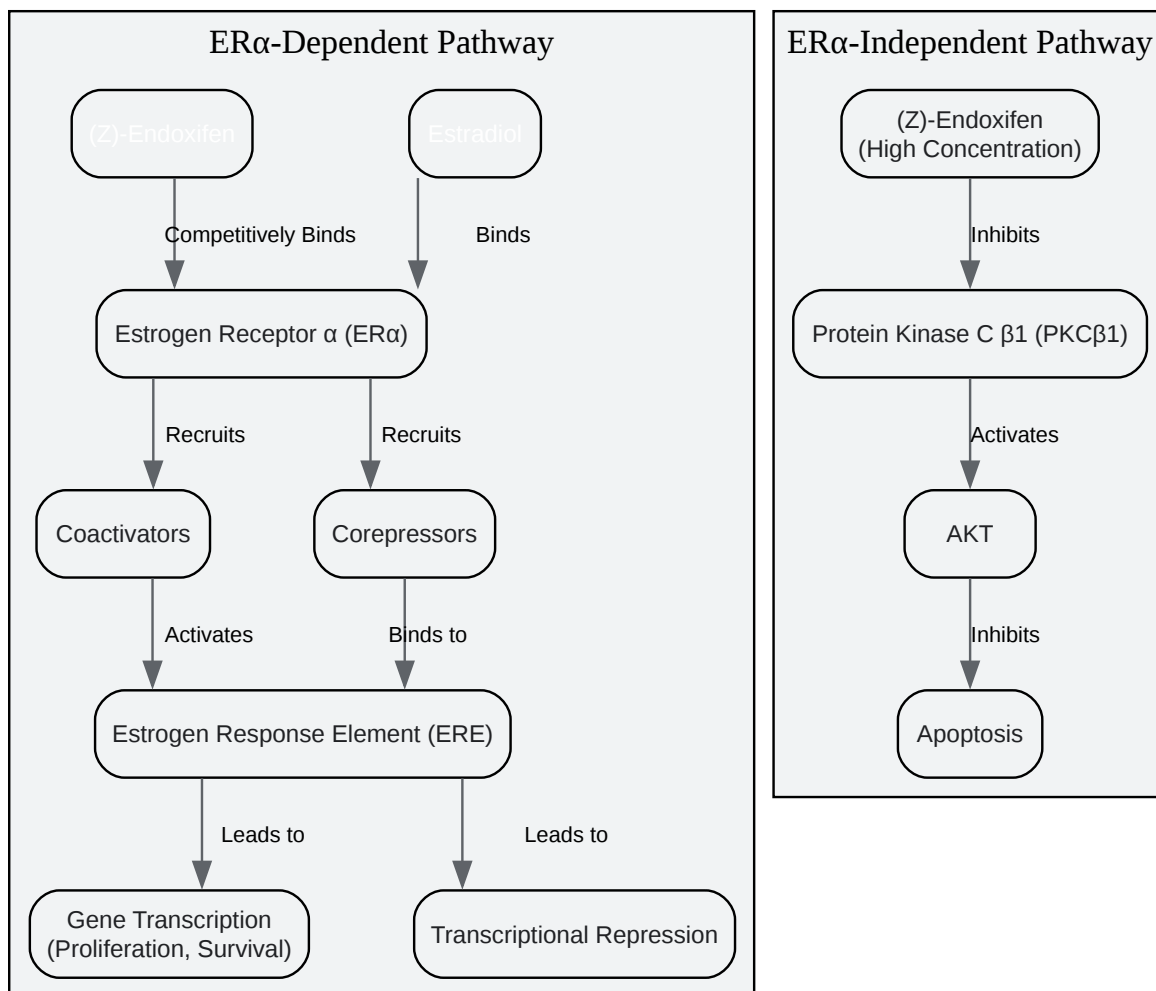 ERα-Dependent Pathway
(Z)-Endoxifen
Estradiol
Competitively Binds
Binds
Estrogen Receptor α (ERα)
Recruits
Recruits
Coactivators
Corepressors
Activates
Binds to
Estrogen Response Element (ERE)
Leads to
Leads to
Gene Transcription
(Proliferation, Survival)
Transcriptional Repression
ERα-Independent Pathway
(Z)-Endoxifen
(High Concentration)
Inhibits
Protein Kinase C β1 (PKCβ1)
Activates
AKT
Inhibits
Apoptosis